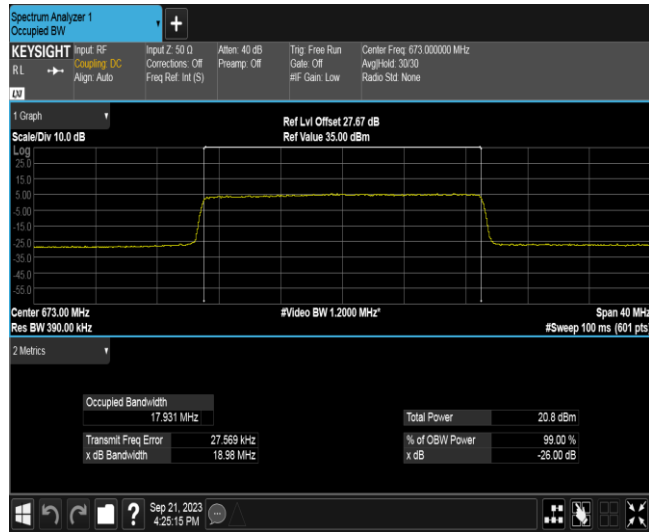 Spectrum Analyzer 1
Occupied BW
+
KEYSIGHT Input: RF Input Z: 50 Ω Atten: 40 dB Trig: Free Run Center Freq: 673.000000 MHz
RL Coupling: DC Corrections: Off Preamp: Off Gate: Off Avg|Hold: 30/30
Align: Auto Freq Ref: Int (S) #IF Gain: Low Radio Std: None
LXI
1 Graph
Ref Lvl Offset 27.67 dB
Scale/Div 10.0 dB Ref Value 35.00 dBm
Log
25.0
15.0
5.00
-5.00
-15.0
-25.0
-35.0
-45.0
-55.0
Center 673.00 MHz #Video BW 1.2000 MHz* Span 40 MHz
Res BW 390.00 kHz #Sweep 100 ms (601 pts)
2 Metrics
Occupied Bandwidth
17.931 MHz Total Power 20.8 dBm
Transmit Freq Error 27.569 kHz % of OBW Power 99.00 %
x dB Bandwidth 18.98 MHz x dB -26.00 dB
? Sep 21, 2023
4:25:15 PM